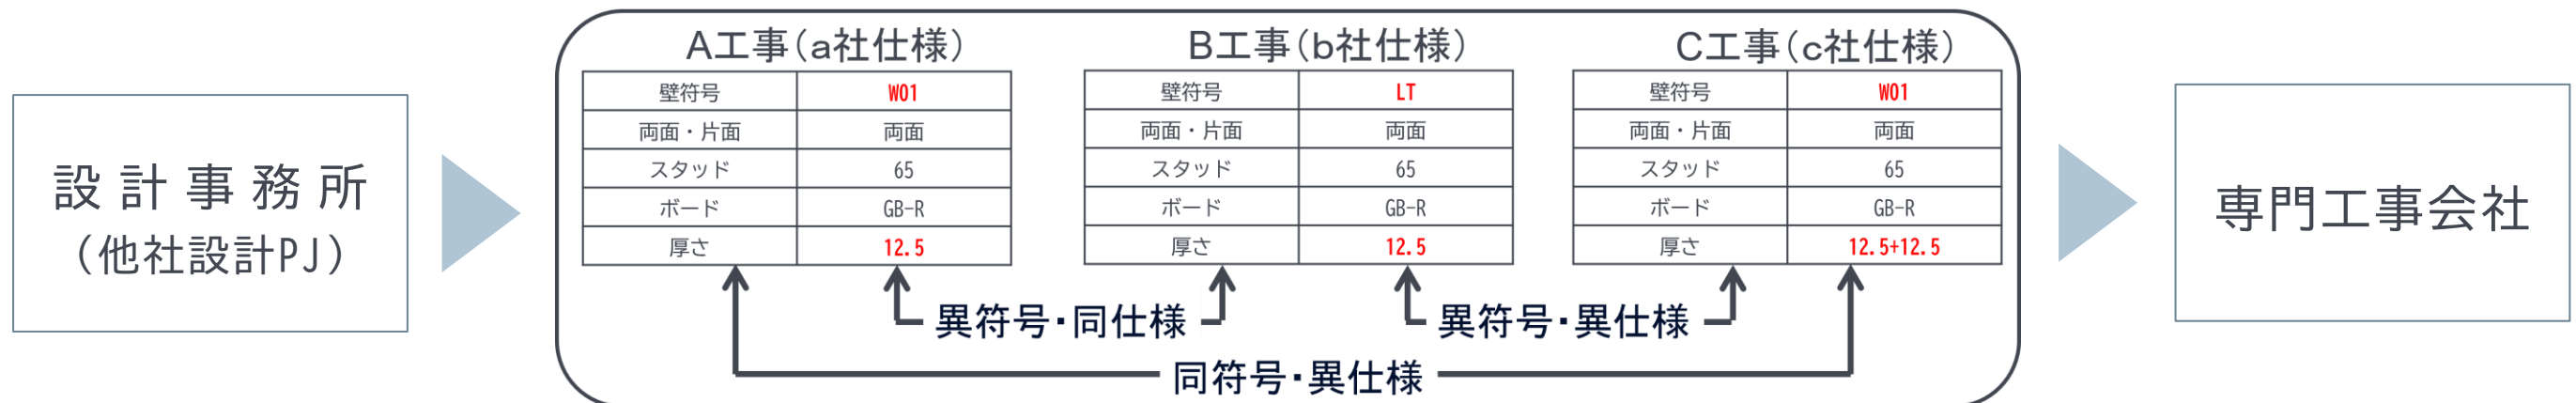 設計事務所
（他社設計PJ）
A工事（a社仕様）
壁符号 W01
両面・片面 両面
スタッド 65
ボード GB-R
厚さ 12.5
B工事（b社仕様）
壁符号 LT
両面・片面 両面
スタッド 65
ボード GB-R
厚さ 12.5
C工事（c社仕様）
壁符号 W01
両面・片面 両面
スタッド 65
ボード GB-R
厚さ 12.5+12.5
異符号・同仕様
異符号・異仕様
同符号・異仕様
専門工事会社